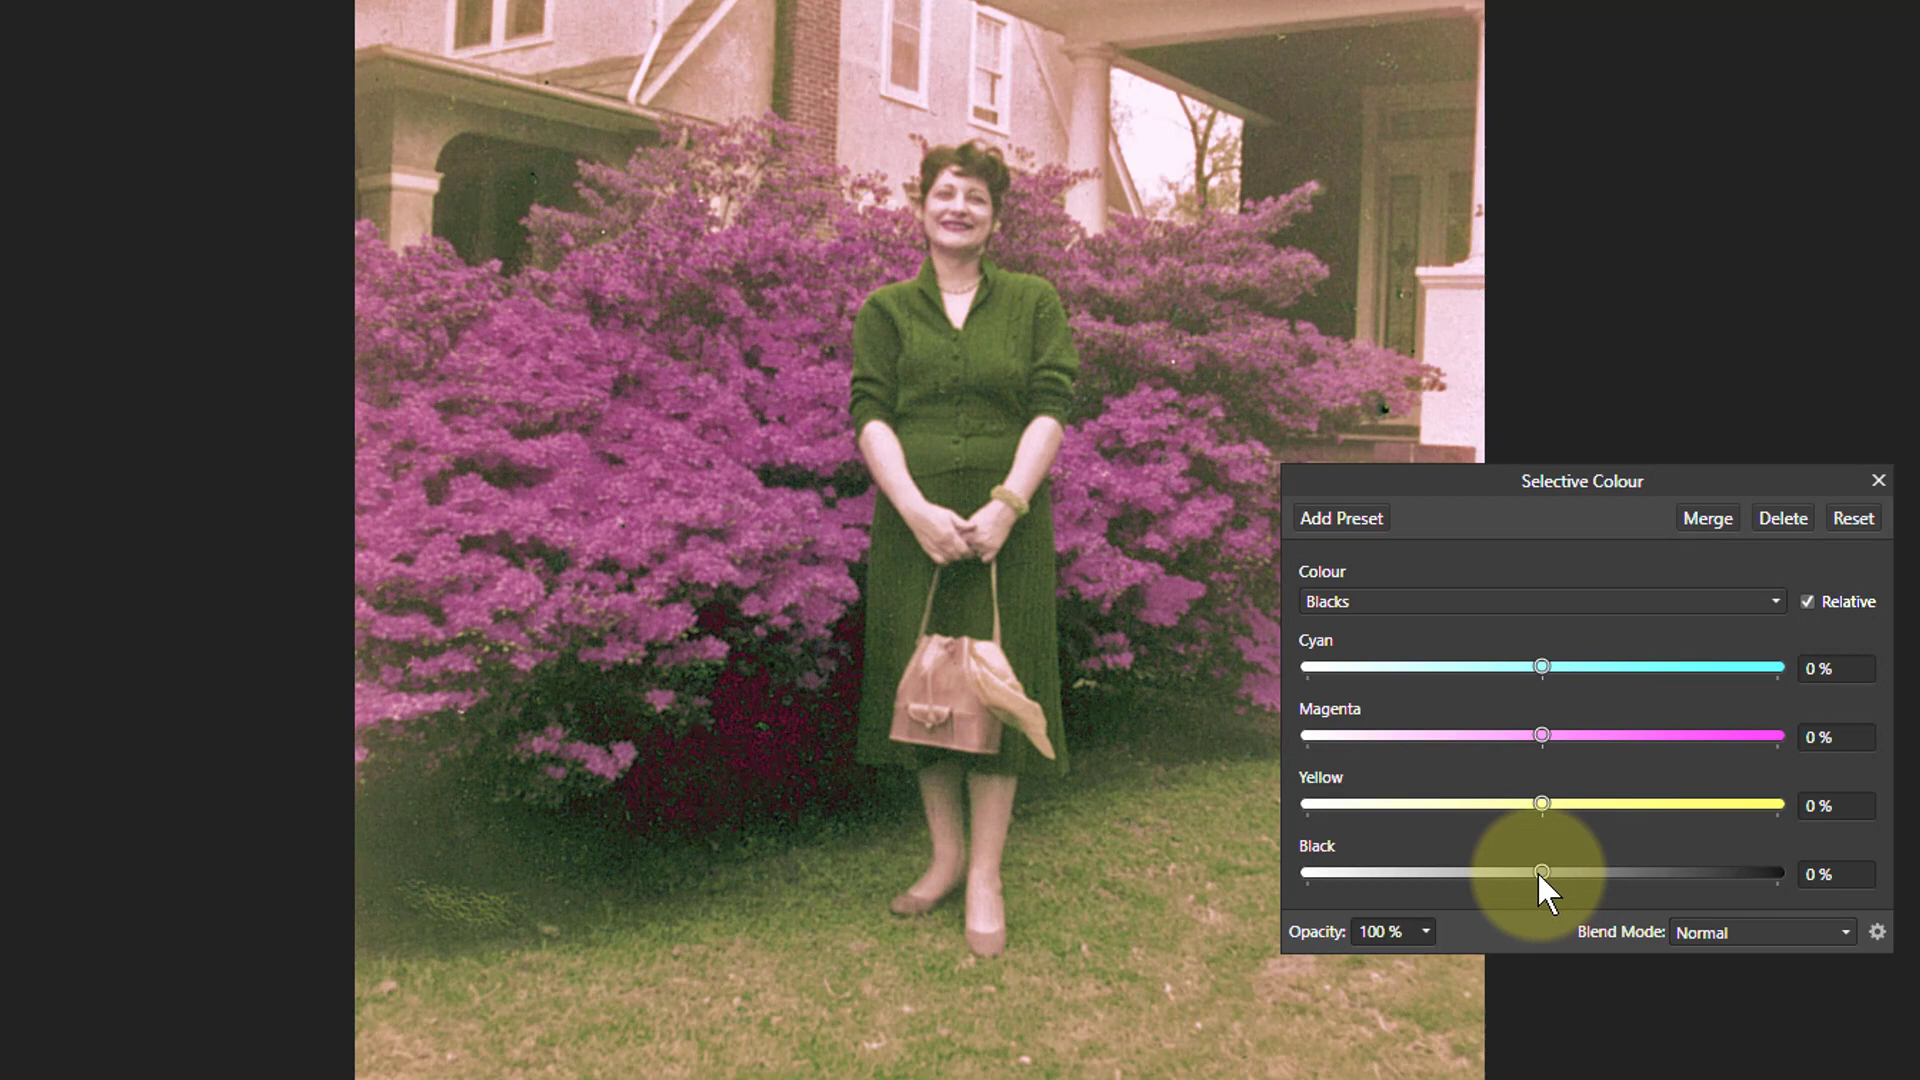 Selective Colour
Add Preset
Merge
Delete
Reset
Colour
Blacks
Relative
Cyan
0 %
Magenta
0 %
Yellow
0 %
Black
0 %
Opacity:
100 %
Blend Mode:
Normal